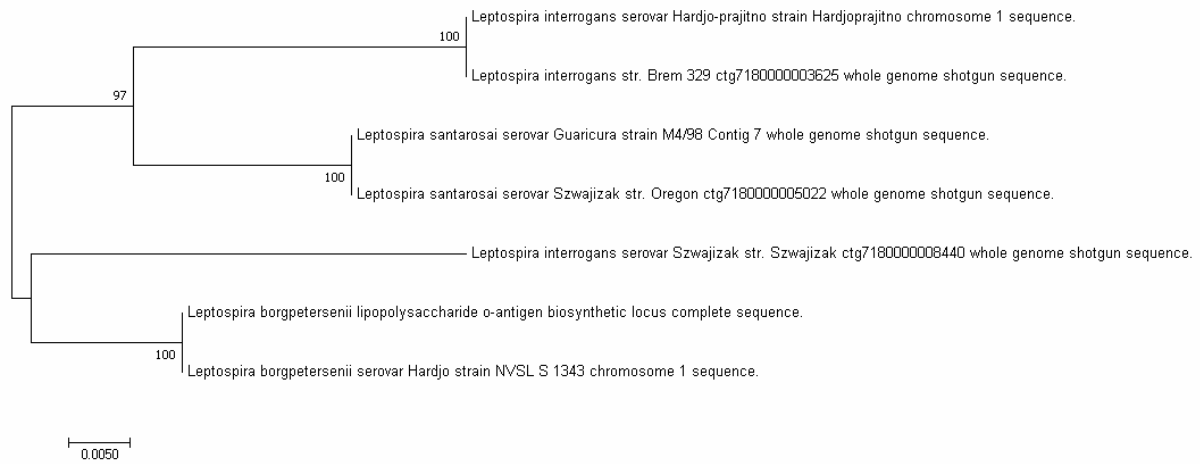 Leptospira interrogans serovar Hardjo-prajitno strain Hardjoprajitno chromosome 1 sequence.
100
Leptospira interrogans str. Brem 329 ctg7180000003625 whole genome shotgun sequence.
97
Leptospira santarosai serovar Guaricura strain M4/98 Contig 7 whole genome shotgun sequence.
100
Leptospira santarosai serovar Szwajizak str. Oregon ctg7180000005022 whole genome shotgun sequence.
Leptospira interrogans serovar Szwajizak str. Szwajizak ctg7180000008440 whole genome shotgun sequence.
Leptospira borgpetersenii lipopolysaccharide o-antigen biosynthetic locus complete sequence.
100
Leptospira borgpetersenii serovar Hardjo strain NVSL S 1343 chromosome 1 sequence.
0.0050